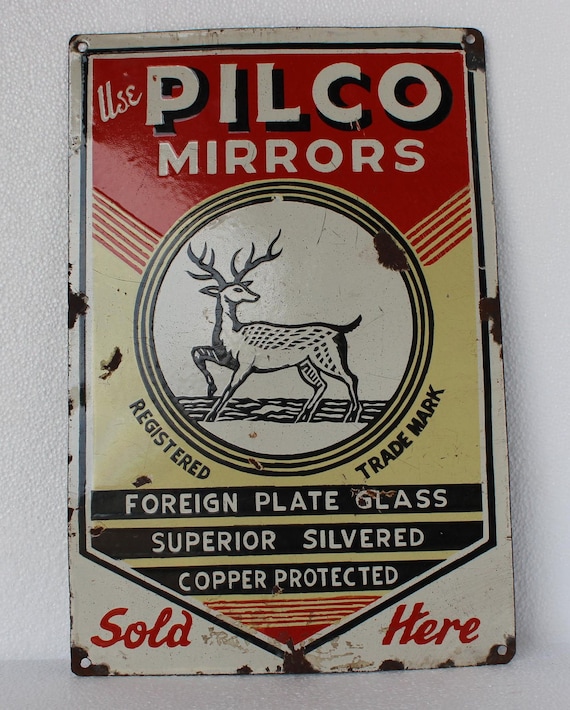 Use PILCO
MIRRORS
REGISTERED TRADE MARK
FOREIGN PLATE GLASS
SUPERIOR SILVERED
COPPER PROTECTED
Sold Here